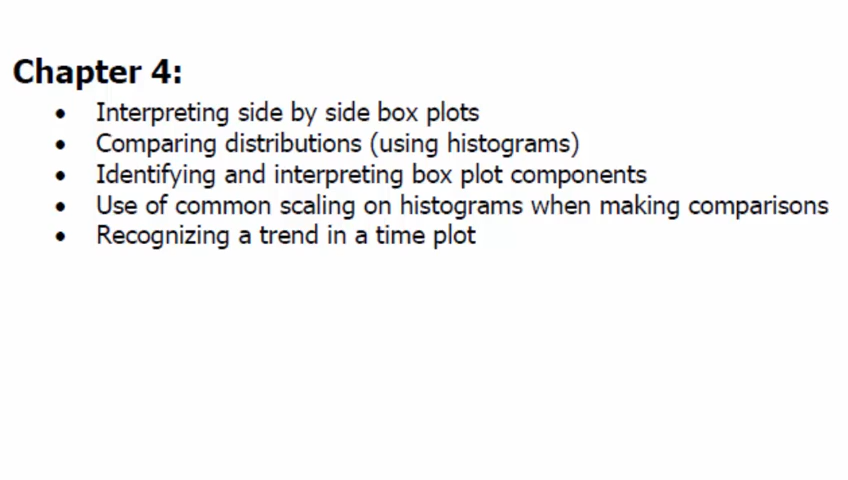 Chapter 4:
• Interpreting side by side box plots
• Comparing distributions (using histograms)
• Identifying and interpreting box plot components
• Use of common scaling on histograms when making comparisons
• Recognizing a trend in a time plot